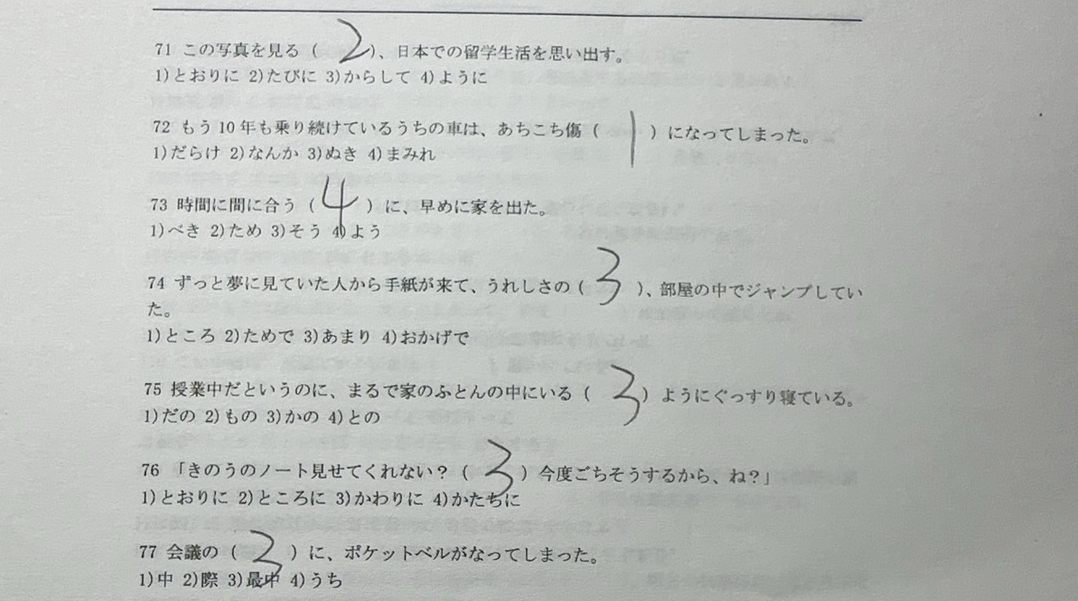 71 この写真を見る（ 2 ）、日本での留学生活を思い出す。
1)とおりに 2)たびに 3)からして 4)ように
72 もう10年も乗り続けているうちの車は、あちこち傷（ 1 ）になってしまった。
1)だらけ 2)なんか 3)ぬき 4)まみれ
73 時間に間に合う（ 4 ）に、早めに家を出た。
1)べき 2)ため 3)そう 4)よう
74 ずっと夢に見ていた人から手紙が来て、うれしさの（ 3 ）、部屋の中でジャンプしてい
た。
1)ところ 2)ためで 3)あまり 4)おかげで
75 授業中だというのに、まるで家のふとんの中にいる（ 3 ）ようにぐっすり寝ている。
1)だの 2)もの 3)かの 4)との
76 「きのうのノート見せてくれない？（ 3 ）今度ごちそうするから、ね？」
1)とおりに 2)ところに 3)かわりに 4)かたちに
77 会議の（ 3 ）に、ポケットベルがなってしまった。
1)中 2)際 3)最中 4)うち